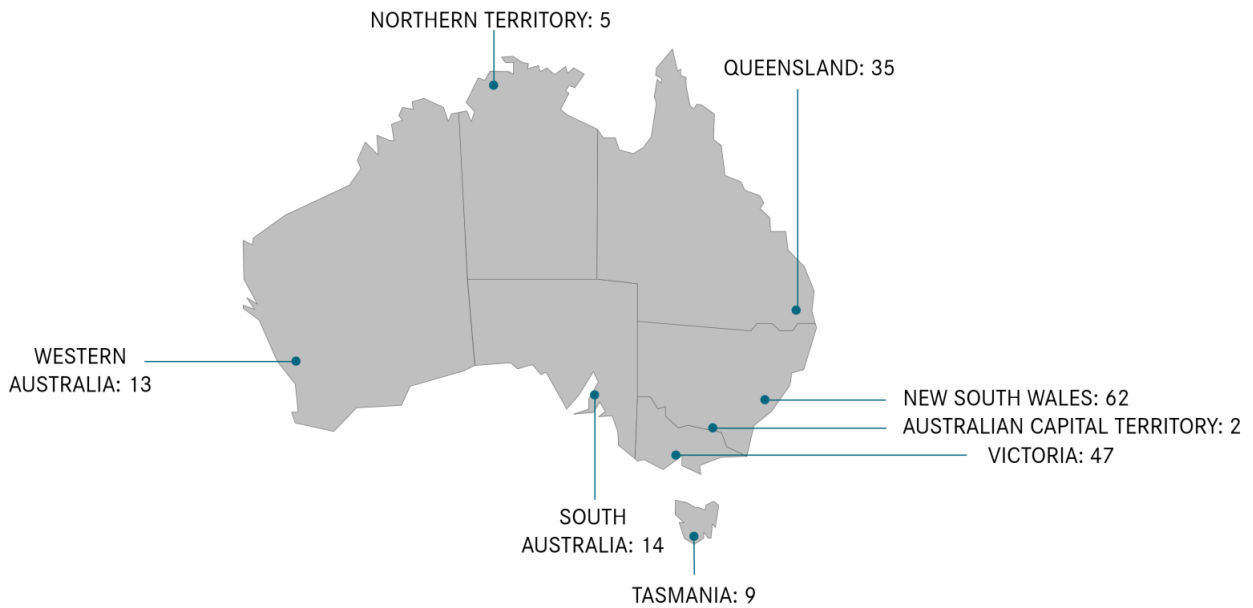 NORTHERN TERRITORY: 5
QUEENSLAND: 35
WESTERN
AUSTRALIA: 13
NEW SOUTH WALES: 62
AUSTRALIAN CAPITAL TERRITORY: 2
VICTORIA: 47
SOUTH
AUSTRALIA: 14
TASMANIA: 9